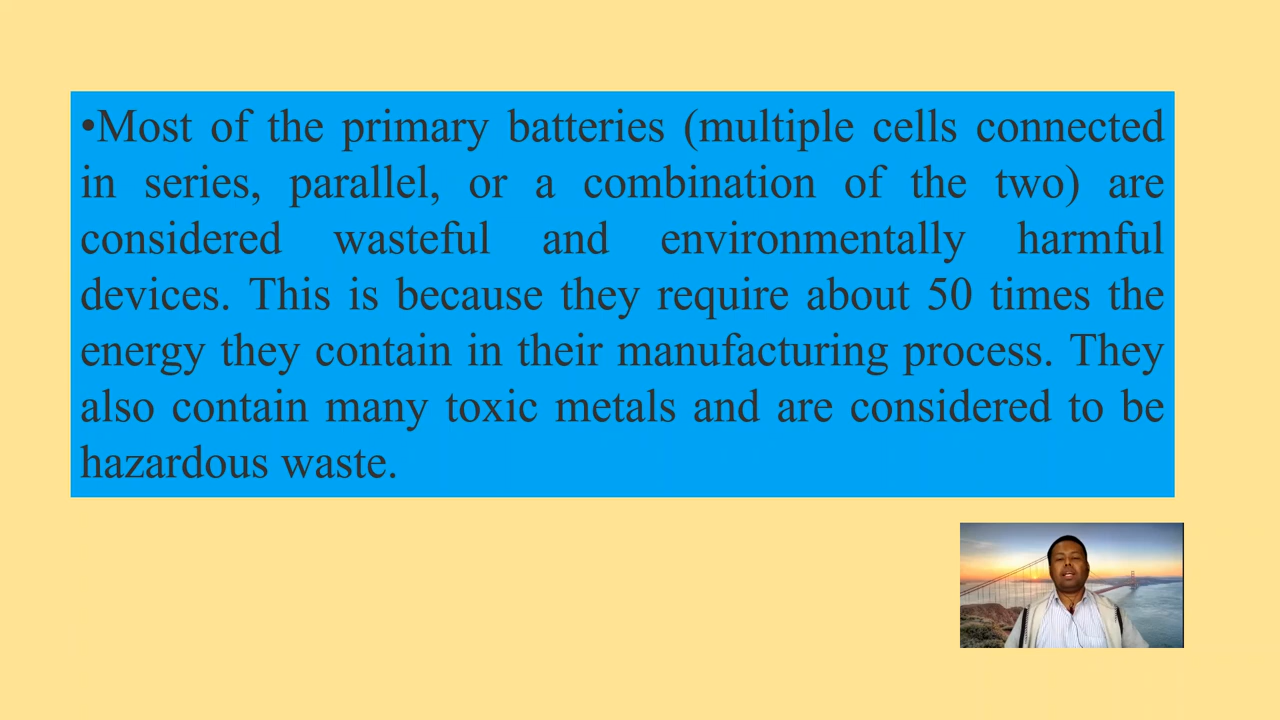 •Most of the primary batteries (multiple cells connected
in series, parallel, or a combination of the two) are
considered wasteful and environmentally harmful
devices. This is because they require about 50 times the
energy they contain in their manufacturing process. They
also contain many toxic metals and are considered to be
hazardous waste.